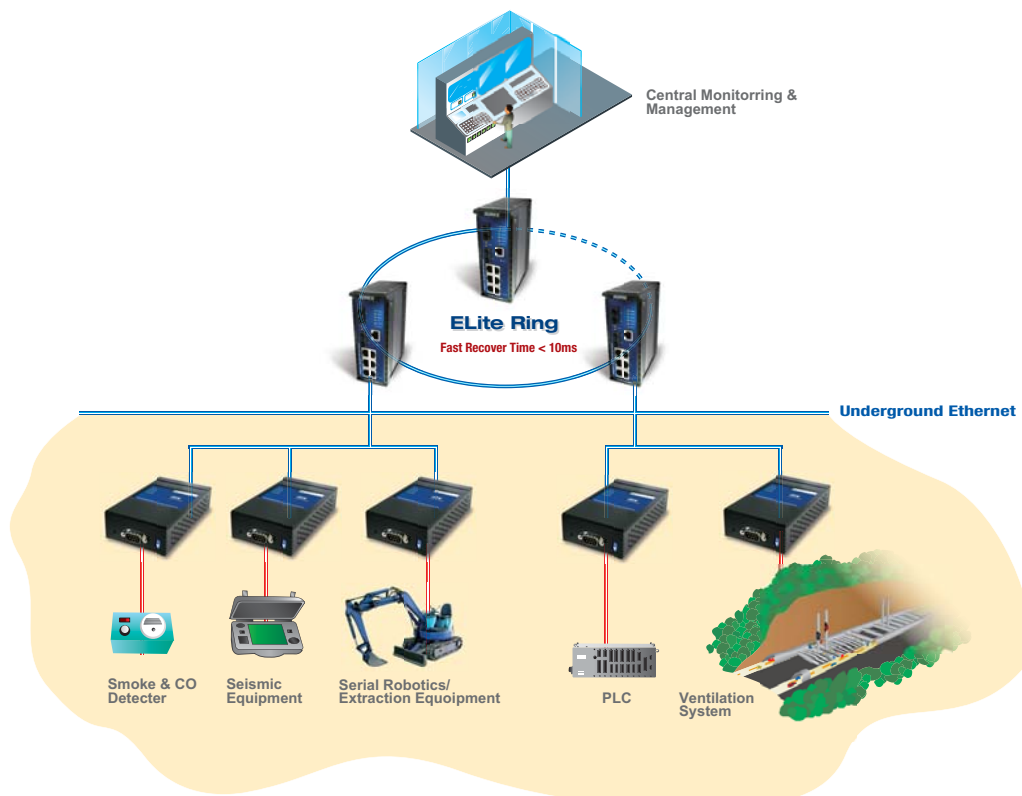 Central Monitorring &
Management
ELite Ring
Fast Recover Time < 10ms
Underground Ethernet
Smoke & CO
Detecter
Seismic
Equipment
Serial Robotics/
Extraction Equoipment
PLC
Ventilation
System